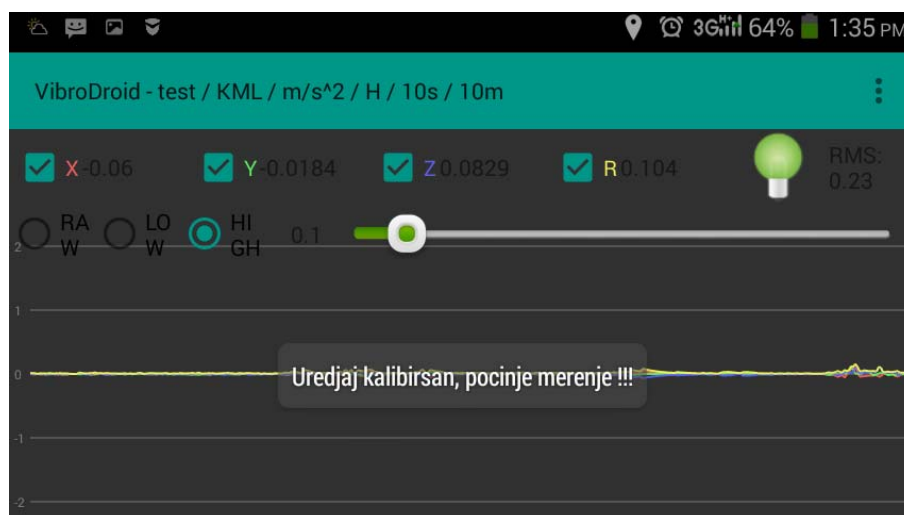 3G H+ 64% 1:35 PM
VibroDroid - test / KML / m/s^2 / H / 10s / 10m
X -0.06 Y -0.0184 Z 0.0829 R 0.104 RMS:
0.23
RA
W LO
W HI
GH 0.1
2
1
0
Uredjaj kalibirsan, pocinje merenje !!!
-1
-2